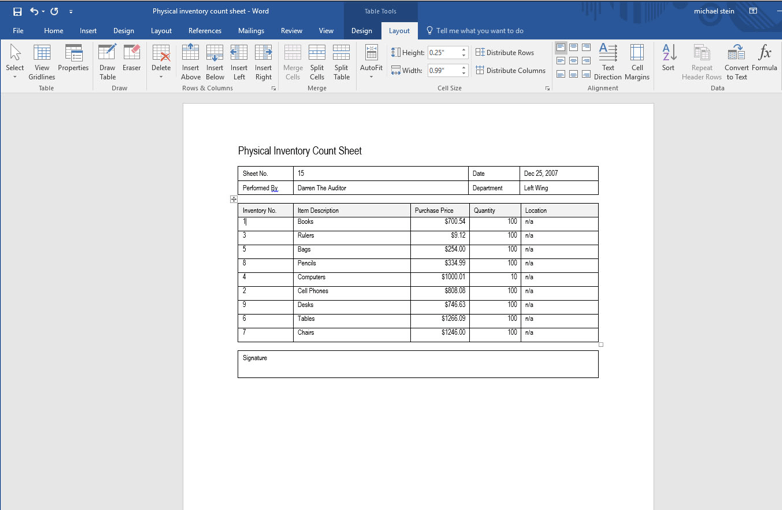 Physical inventory count sheet - Word
Table Tools
michael stein
File Home Insert Design Layout References Mailings Review View Design Layout Tell me what you want to do
Select
View Gridlines
Properties
Draw Table
Eraser
Delete
Insert Above
Insert Below
Insert Left
Insert Right
Merge Cells
Split Cells
Split Table
AutoFit
Height: 0.25"
Width: 0.99"
Distribute Rows
Distribute Columns
Text Direction
Cell Margins
Sort
Repeat Header Rows
Convert to Text
Formula
Table Draw Rows & Columns Merge Cell Size Alignment Data
Physical Inventory Count Sheet
Sheet No. 15 Date Dec 25, 2007
Performed By Darren The Auditor Department Left Wing
Inventory No. Item Description Purchase Price Quantity Location
1 Books $700.54 100 n/a
3 Rulers $9.12 100 n/a
5 Bags $254.00 100 n/a
8 Pencils $334.99 100 n/a
4 Computers $1000.01 10 n/a
2 Cell Phones $808.08 100 n/a
9 Desks $746.63 100 n/a
6 Tables $1266.09 100 n/a
7 Chairs $1246.00 100 n/a
Signature